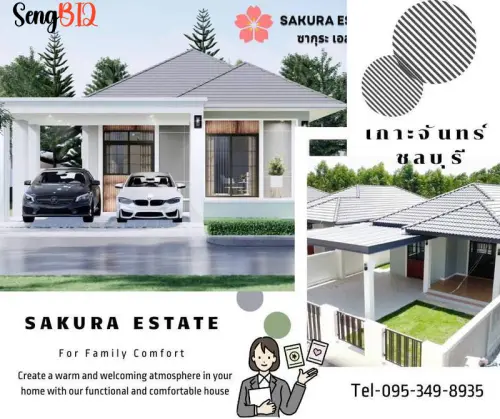 SengBID
SAKURA ES
ซากุระ เอส
เกาะจันทร์
ชลบุรี
SAKURA ESTATE
For Family Comfort
Create a warm and welcoming atmosphere in your
home with our functional and comfortable house
Tel-095-349-8935